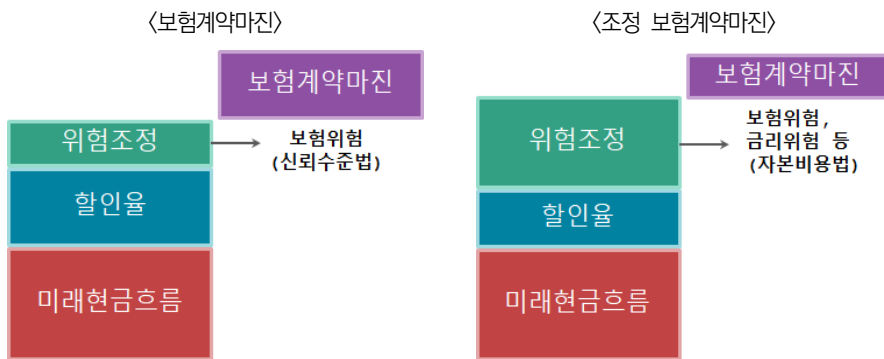 〈보험계약마진〉
보험계약마진
위험조정
보험위험
(신뢰수준법)
할인율
미래현금흐름
〈조정 보험계약마진〉
보험계약마진
위험조정
보험위험,
금리위험 등
(자본비용법)
할인율
미래현금흐름